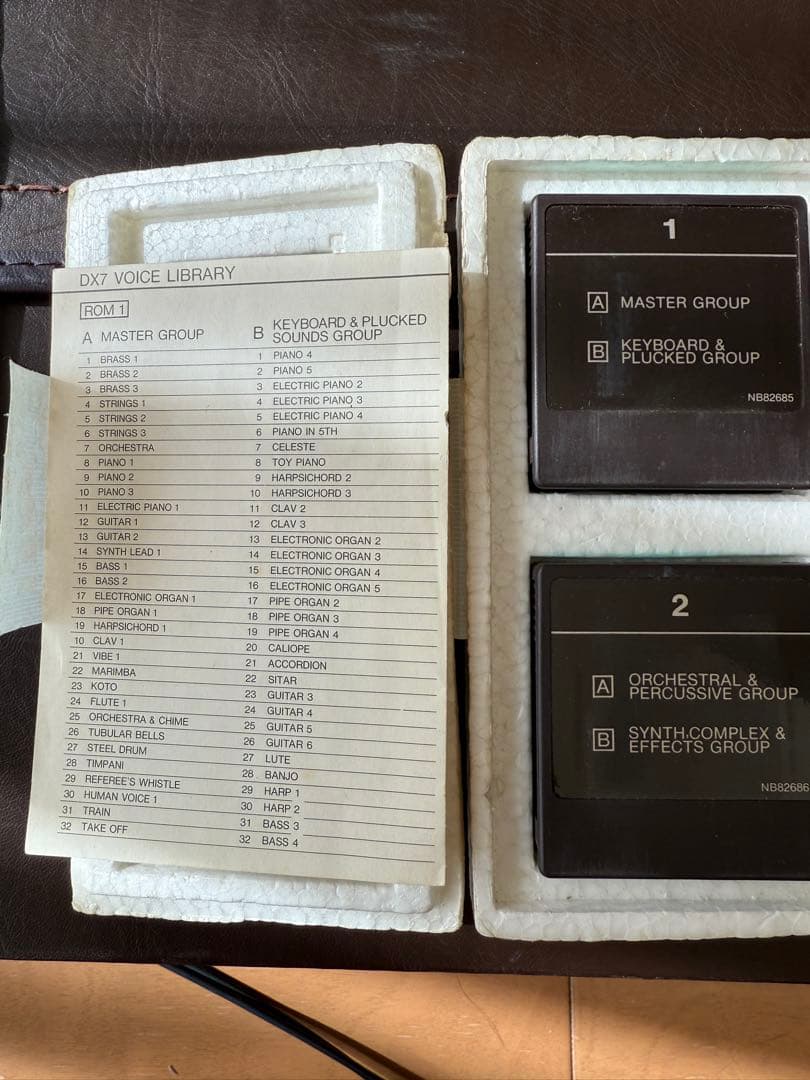 DX7 VOICE LIBRARY
ROM 1
A MASTER GROUP
1 BRASS 1
2 BRASS 2
3 BRASS 3
4 STRINGS 1
5 STRINGS 2
6 STRINGS 3
7 ORCHESTRA
8 PIANO 1
9 PIANO 2
10 PIANO 3
11 ELECTRIC PIANO 1
12 GUITAR 1
13 GUITAR 2
14 SYNTH LEAD 1
15 BASS 1
16 BASS 2
17 ELECTRONIC ORGAN 1
18 PIPE ORGAN 1
19 HARPSICHORD 1
10 CLAV 1
21 VIBE 1
22 MARIMBA
23 KOTO
24 FLUTE 1
25 ORCHESTRA & CHIME
26 TUBULAR BELLS
27 STEEL DRUM
28 TIMPANI
29 REFEREE'S WHISTLE
30 HUMAN VOICE 1
31 TRAIN
32 TAKE OFF
B KEYBOARD & PLUCKED
SOUNDS GROUP
1 PIANO 4
2 PIANO 5
3 ELECTRIC PIANO 2
4 ELECTRIC PIANO 3
5 ELECTRIC PIANO 4
6 PIANO IN 5TH
7 CELESTE
8 TOY PIANO
9 HARPSICHORD 2
10 HARPSICHORD 3
11 CLAV 2
12 CLAV 3
13 ELECTRONIC ORGAN 2
14 ELECTRONIC ORGAN 3
15 ELECTRONIC ORGAN 4
16 ELECTRONIC ORGAN 5
17 PIPE ORGAN 2
18 PIPE ORGAN 3
19 PIPE ORGAN 4
20 CALIOPE
21 ACCORDION
22 SITAR
23 GUITAR 3
24 GUITAR 4
25 GUITAR 5
26 GUITAR 6
27 LUTE
28 BANJO
29 HARP 1
30 HARP 2
31 BASS 3
32 BASS 4
1
A MASTER GROUP
B KEYBOARD &
PLUCKED GROUP
NB82685
2
A ORCHESTRAL &
PERCUSSIVE GROUP
B SYNTH.COMPLEX &
EFFECTS GROUP
NB82686